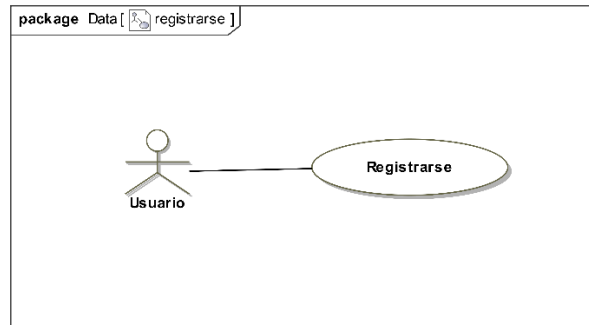 package Data [ registrarse ]
Registrarse
Usuario